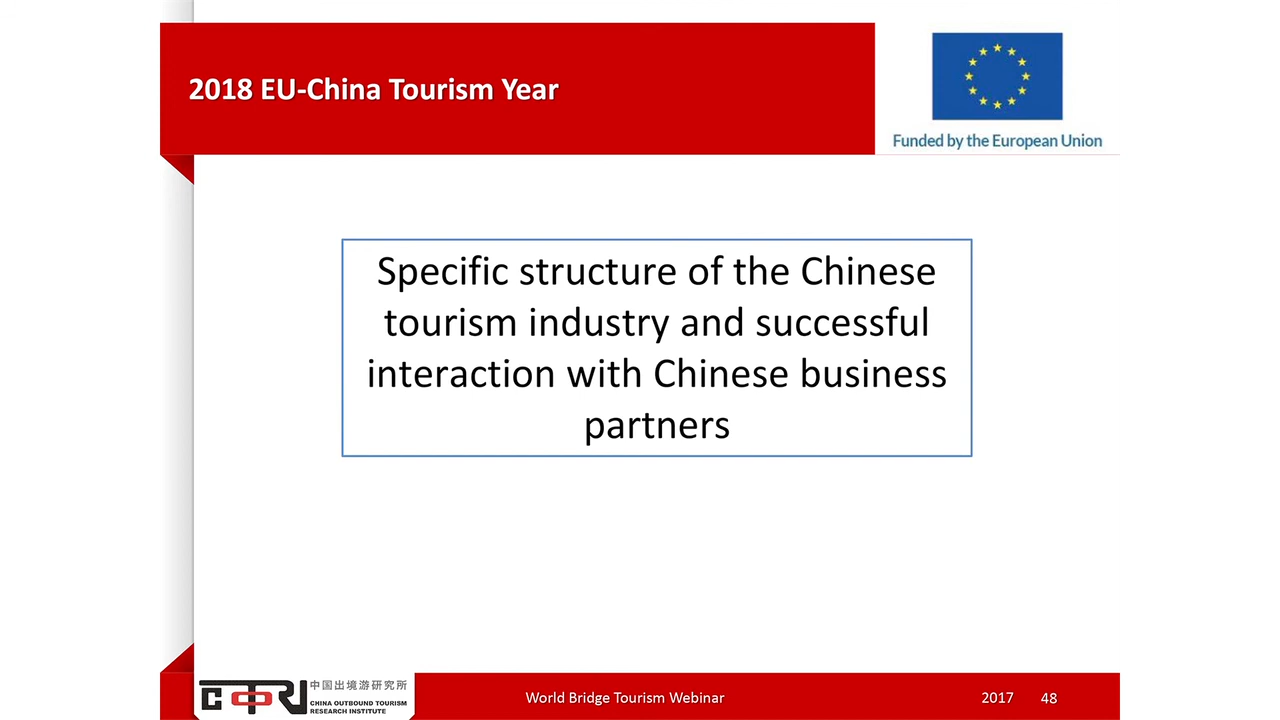 2018 EU-China Tourism Year
Funded by the European Union
Specific structure of the Chinese
tourism industry and successful
interaction with Chinese business
partners
COTRI
中国出境游研究所
CHINA OUTBOUND TOURISM
RESEARCH INSTITUTE
World Bridge Tourism Webinar
2017
48